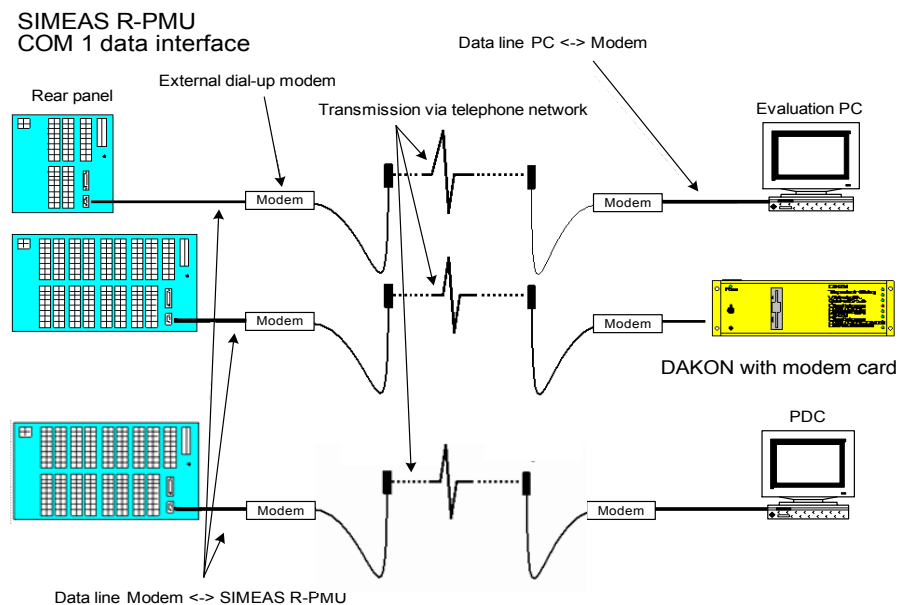 SIMEAS R-PMU
COM 1 data interface
Data line PC <-> Modem
External dial-up modem
Rear panel
Transmission via telephone network
Evaluation PC
Modem
Modem
Modem
Modem
DAKON with modem card
PDC
Modem
Modem
Data line Modem <-> SIMEAS R-PMU